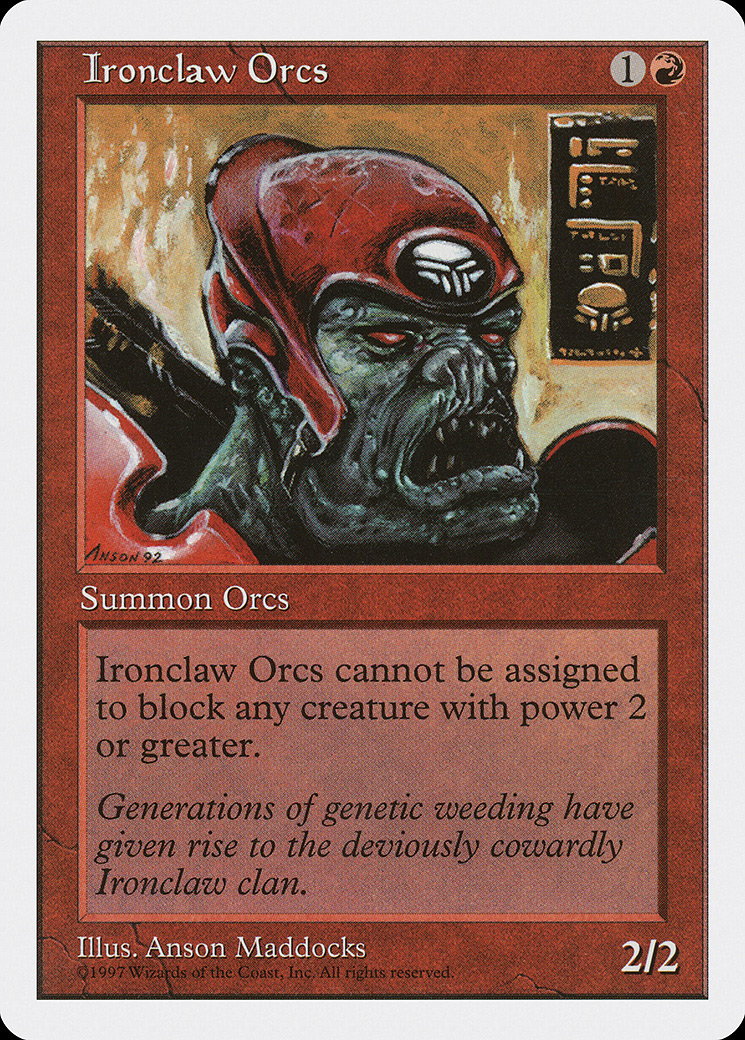 Ironclaw Orcs 1
ANSON 92
Summon Orcs
Ironclaw Orcs cannot be assigned
to block any creature with power 2
or greater.
Generations of genetic weeding have
given rise to the deviously cowardly
Ironclaw clan.
Illus. Anson Maddocks
©1997 Wizards of the Coast, Inc. All rights reserved.
2/2